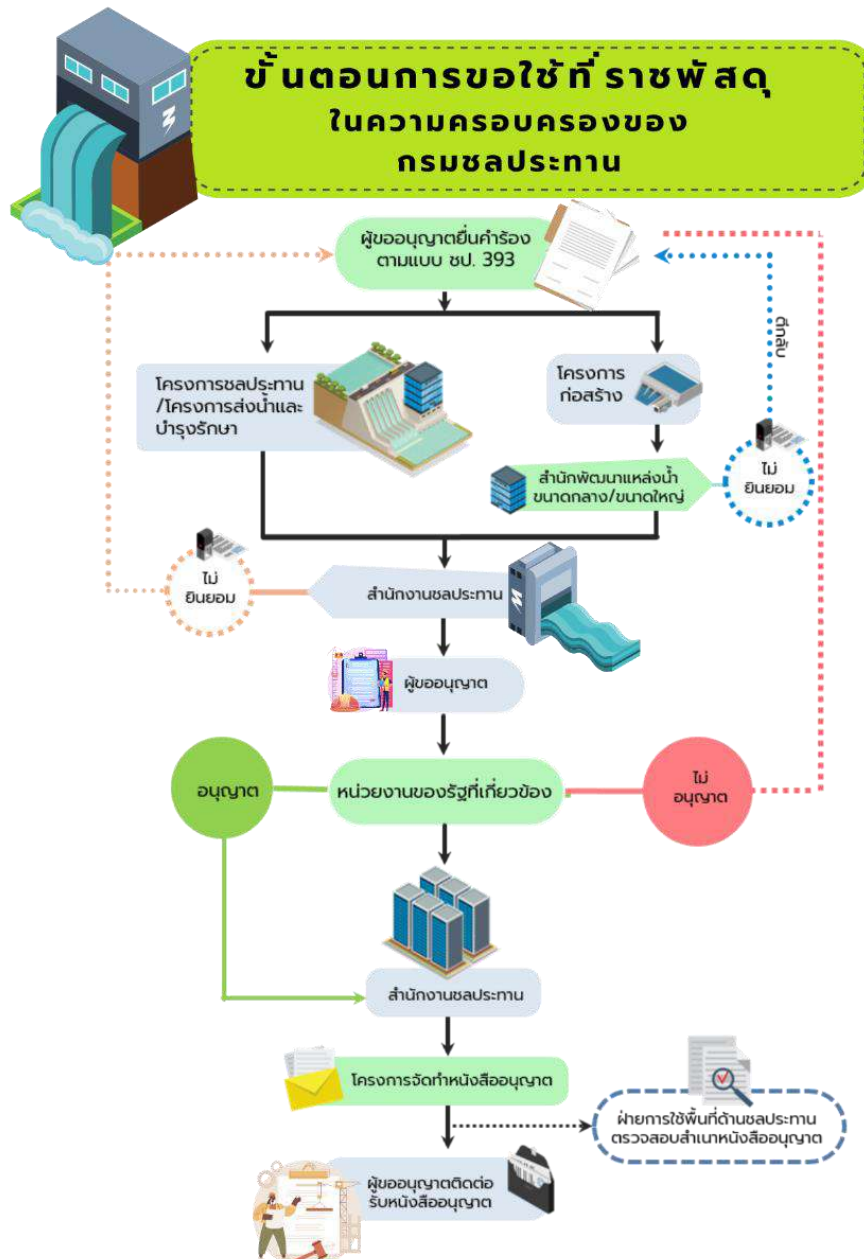 ขั้นตอนการขอใช้ที่ราชพัสดุ
ในความครอบครองของ
กรมชลประทาน
ผู้ขออนุญาตยื่นคำร้อง
ตามแบบ ชป. 393
ตีกลับ
โครงการชลประทาน
/โครงการส่งน้ำและ
บำรุงรักษา
โครงการ
ก่อสร้าง
สำนักพัฒนาแหล่งน้ำ
ขนาดกลาง/ขนาดใหญ่
ไม่
ยินยอม
ไม่
ยินยอม
สำนักงานชลประทาน
ผู้ขออนุญาต
อนุญาต
หน่วยงานของรัฐที่เกี่ยวข้อง
ไม่
อนุญาต
สำนักงานชลประทาน
โครงการจัดทำหนังสืออนุญาต
ฝ่ายการใช้พื้นที่ด้านชลประทาน
ตรวจสอบสำเนาหนังสืออนุญาต
ผู้ขออนุญาตติดต่อ
รับหนังสืออนุญาต